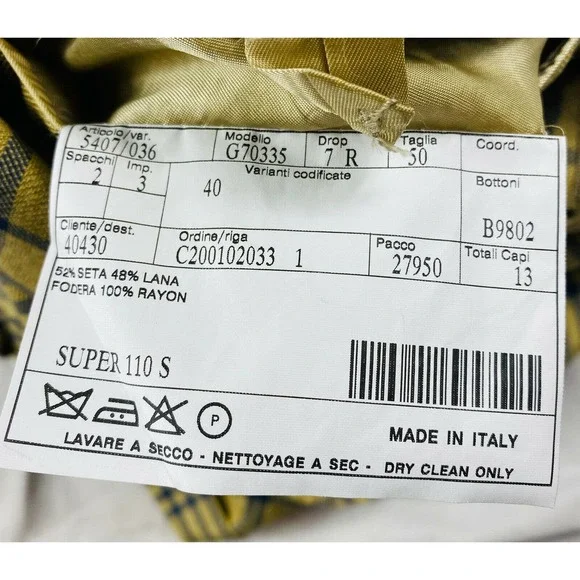 Articolo/var. Modello Drop Taglia Coord.
5407/036 G70335 7 R 50
Spacchi Imp. Varianti codificate Bottoni
2 3 40 B9802
Cliente/dest. Ordine/riga Pacco Totali Capi
40430 C200102033 1 27950 13
52% SETA 48% LANA
FODERA 100% RAYON
SUPER 110 S
P
MADE IN ITALY
LAVARE A SECCO - NETTOYAGE A SEC - DRY CLEAN ONLY